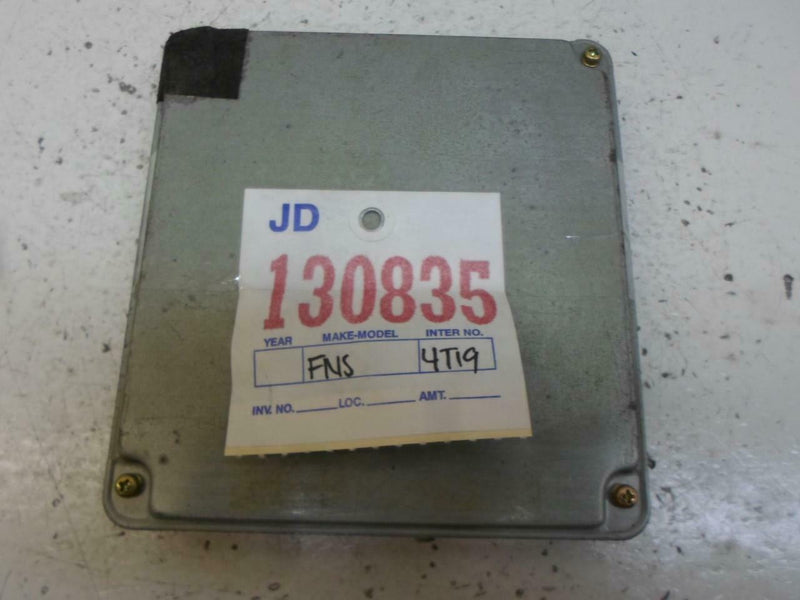 JD
130835
YEAR MAKE-MODEL INTER NO.
FNS 4T19
INV. NO. LOC. AMT.